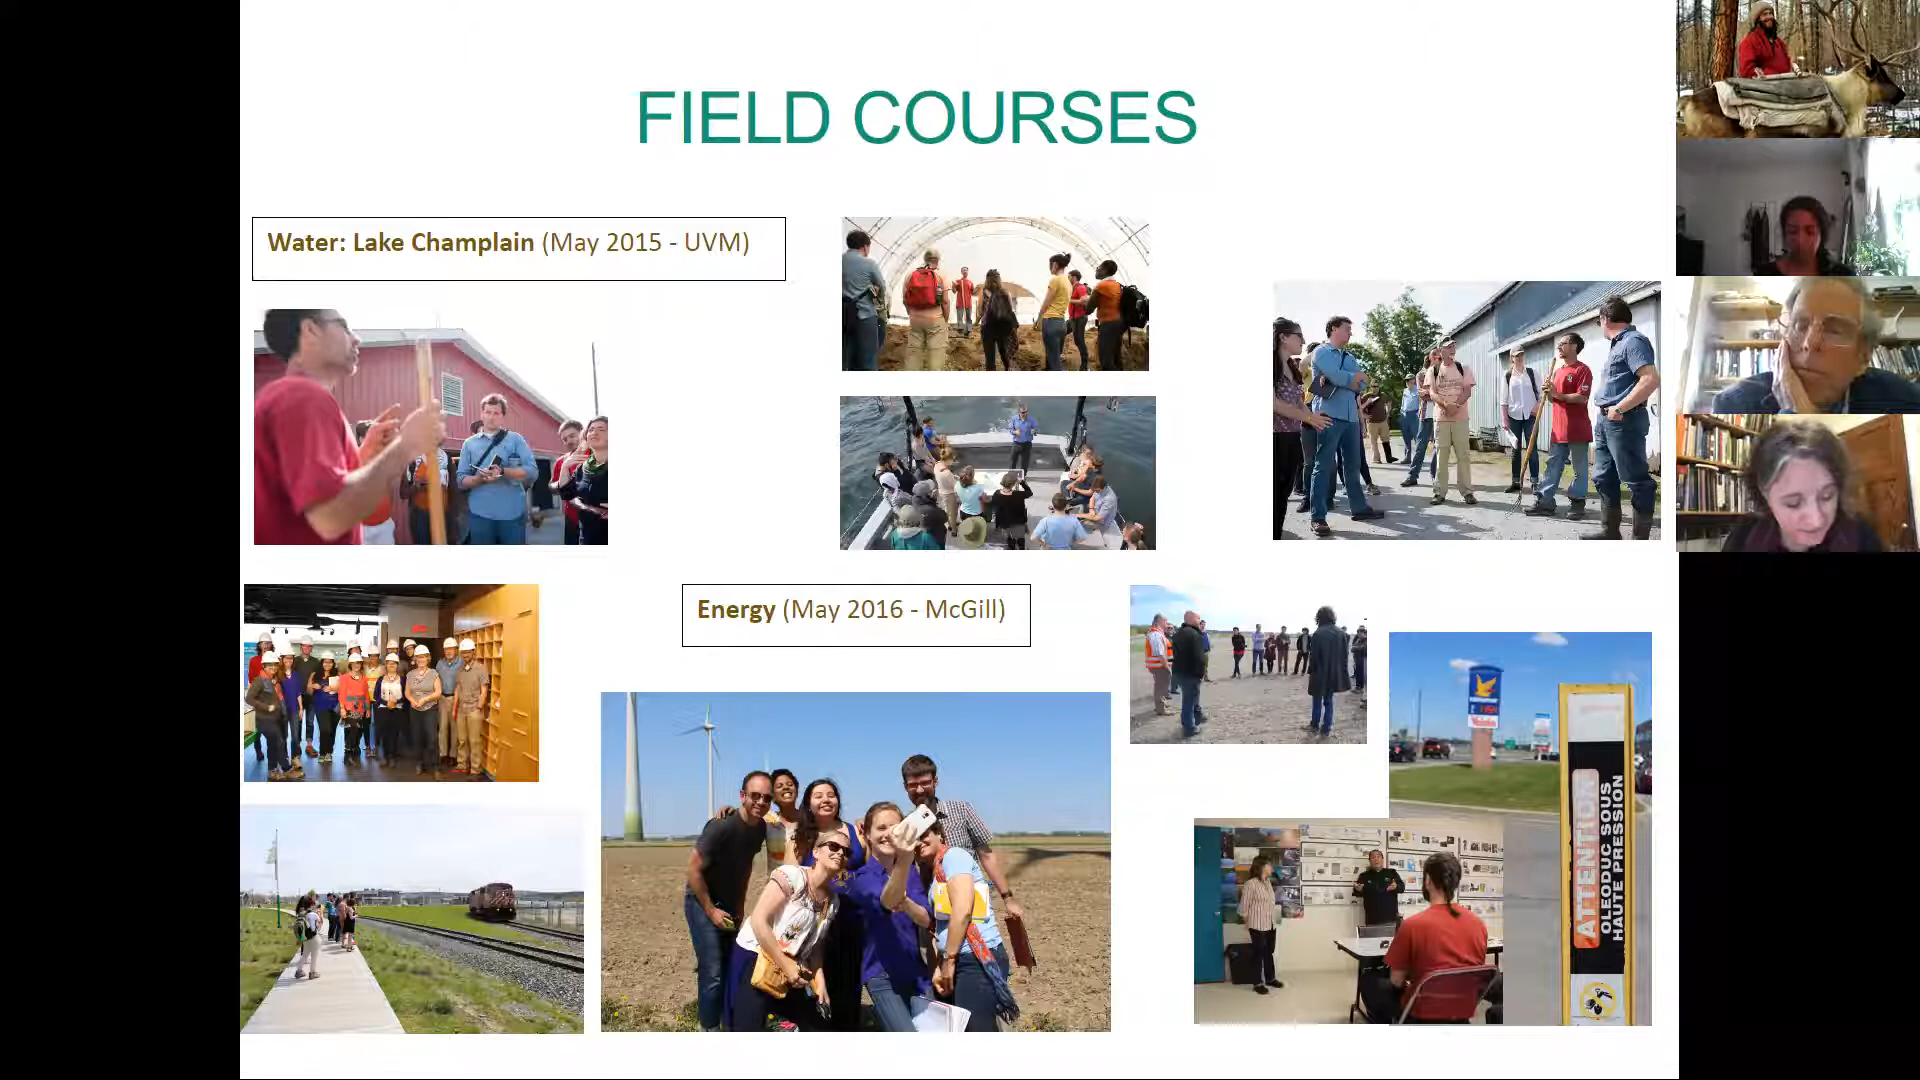 FIELD COURSES
Water: Lake Champlain (May 2015 - UVM)
Energy (May 2016 - McGill)
ATTENTION
OLEODUC SOUS
HAUTE PRESSION